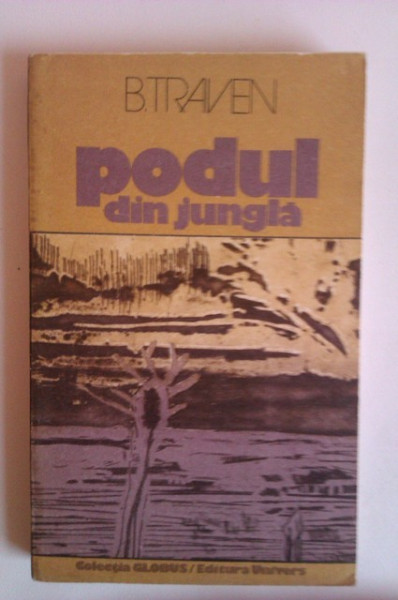 B.TRAVEN
podul
din junglă
Colecția GLOBUS / Editura Univers